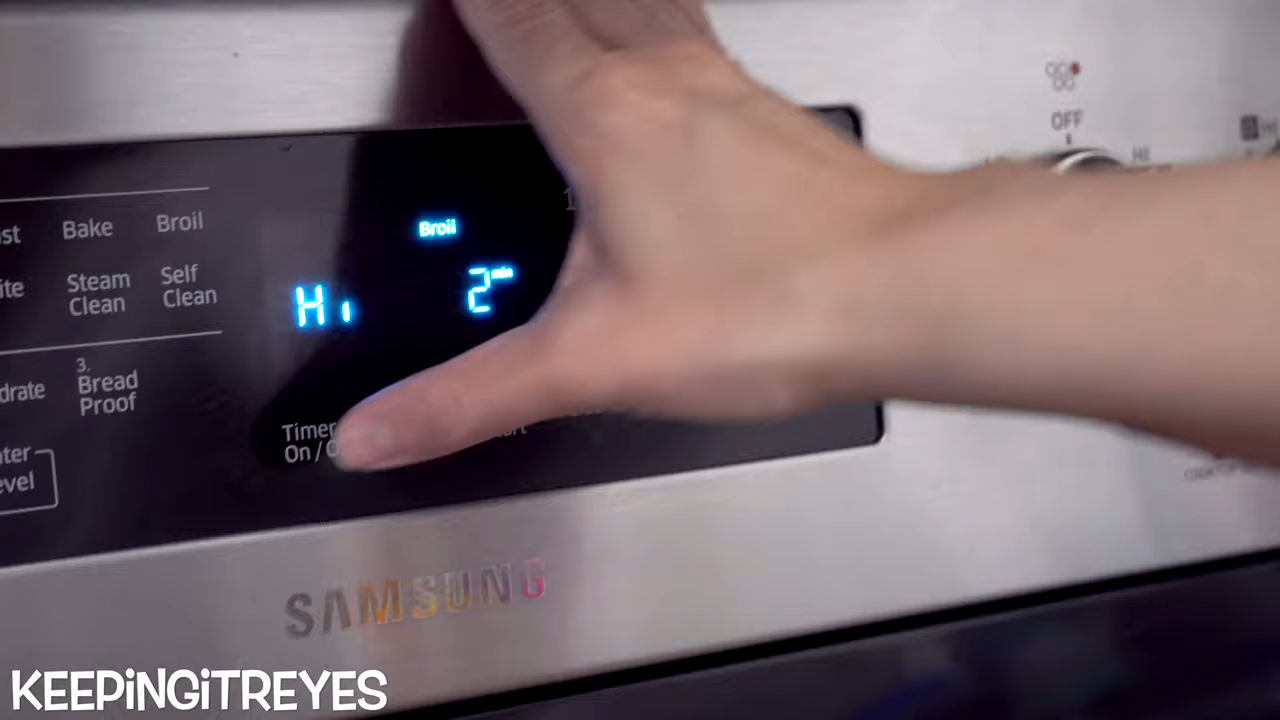 OFF
HI
Broil
Bake
Broil
Steam
Clean
Self
Clean
Hi
2 min
3.
Bread
Proof
Timer
On /
SAMSUNG
KEEPiNGiTREYES